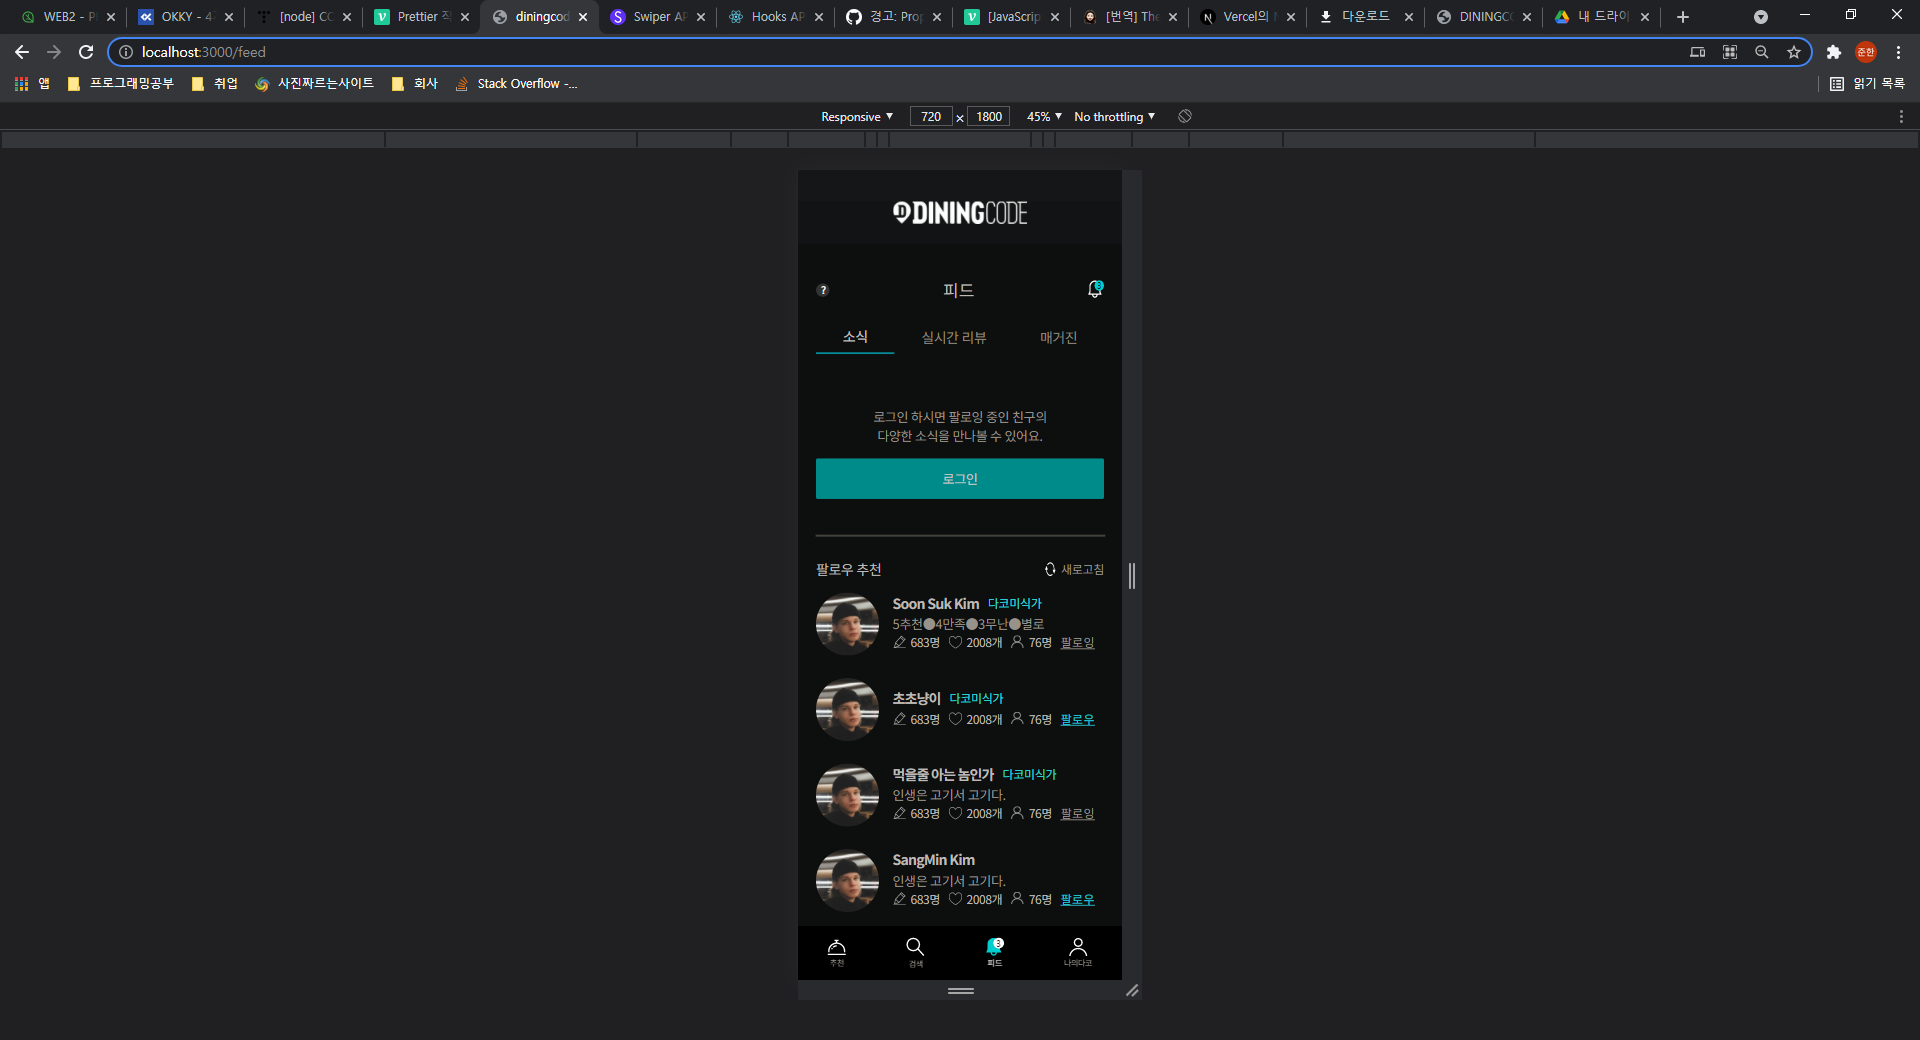 WEB2 - P
OKKY - 4
[node] CC
Prettier 적
diningcod
Swiper AP
Hooks AP
경고: Prop
[JavaScrip
[번역] The
Vercel의 N
다운로드
DININGCO
내 드라이
localhost:3000/feed
준한
앱
프로그래밍공부
취업
사진짜르는사이트
회사
Stack Overflow -...
읽기 목록
Responsive ▼ 720 × 1800 45% ▼ No throttling ▼
DININGCODE
? 피드 3
소식 실시간 리뷰 매거진
로그인 하시면 팔로잉 중인 친구의
다양한 소식을 만나볼 수 있어요.
로그인
팔로우 추천 새로고침
Soon Suk Kim 다코미식가
5추천●4만족●3무난●별로
683명 2008개 76명 팔로잉
초초냥이 다코미식가
683명 2008개 76명 팔로우
먹을줄 아는 놈인가 다코미식가
인생은 고기서 고기다.
683명 2008개 76명 팔로잉
SangMin Kim
인생은 고기서 고기다.
683명 2008개 76명 팔로우
3
추천 검색 피드 나의다코